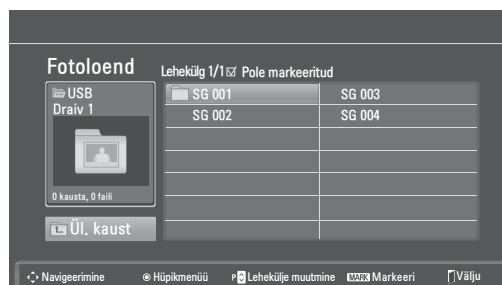 Fotoloend
Lehekülg 1/1 Pole markeeritud
USB
Draiv 1
0 kausta, 0 faili
Ül. kaust
SG 001 SG 003
SG 002 SG 004
Navigeerimine Hüpikmenüü P Lehekülje muutmine MARK Markeeri Välju